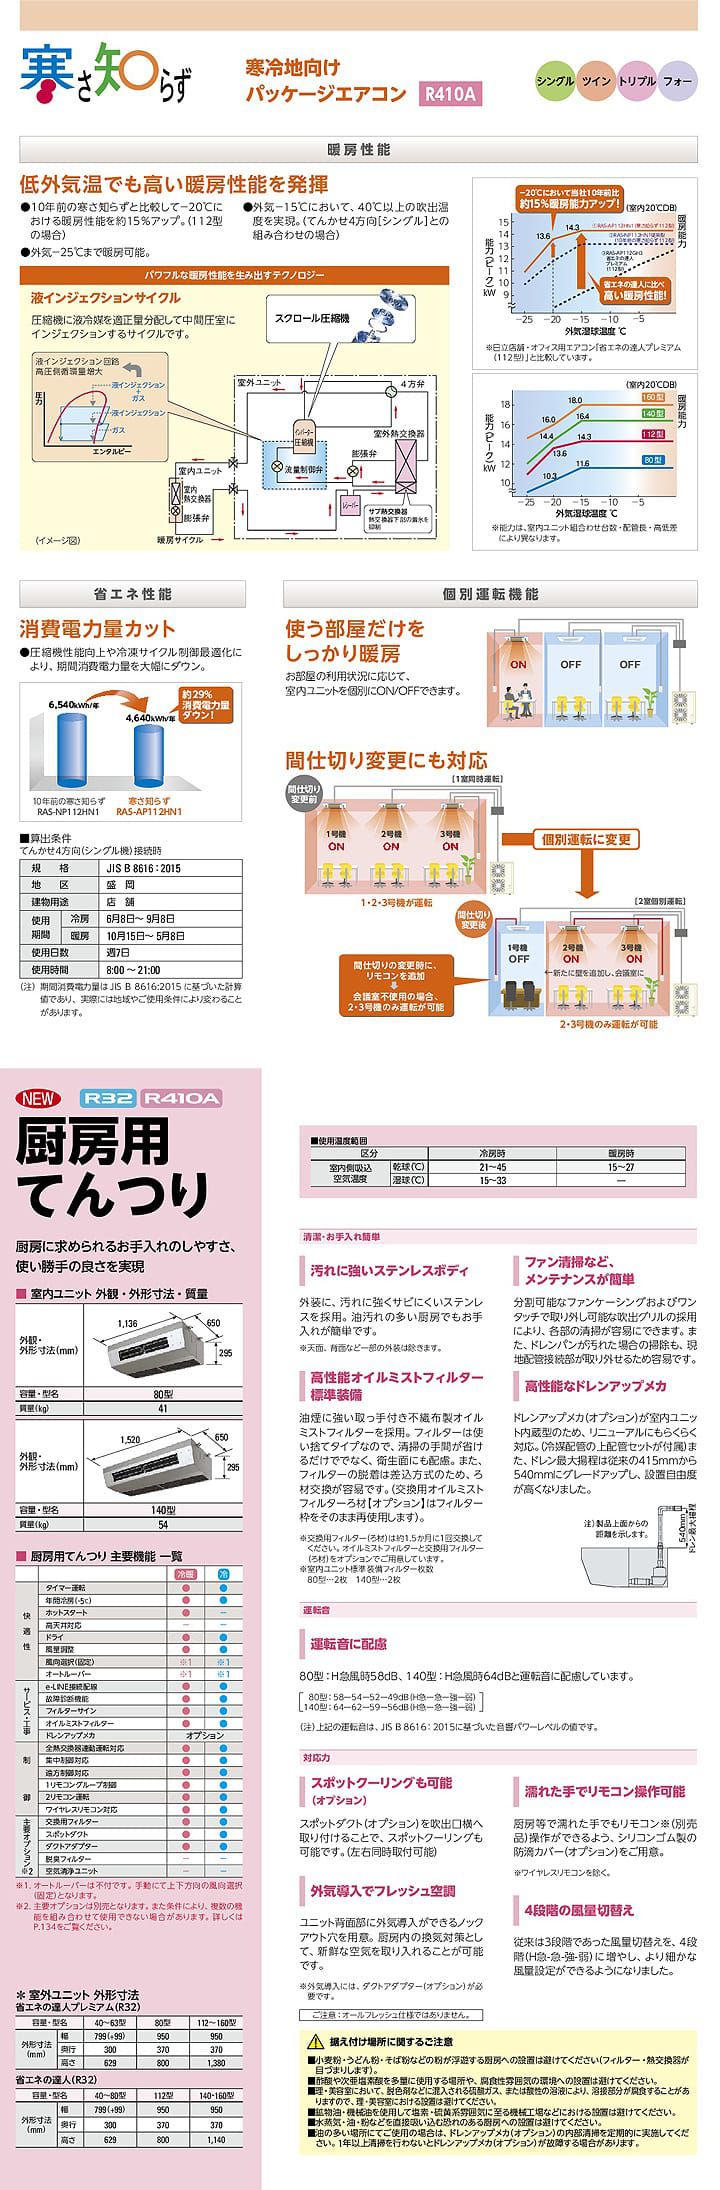 寒さ知らず
寒冷地向け
パッケージエアコン R410A
シングル ツイン トリプル フォー
暖房性能
低外気温でも高い暖房性能を発揮
●10年前の寒さ知らずと比較して−20℃に
おける暖房性能を約15％アップ。(112型
の場合)
●外気−25℃まで暖房可能。
●外気−15℃において、40℃以上の吹出温
度を実現。(てんかせ4方向[シングル]との
組み合わせの場合)
パワフルな暖房性能を生み出すテクノロジー
液インジェクションサイクル
圧縮機に液冷媒を適正量分配して中間圧室に
インジェクションするサイクルです。
スクロール圧縮機
液インジェクション回路
高圧側循環量増大
液インジェクション
+
ガス
液インジェクション
ガス
圧力
エンタルピー
室外ユニット
4方弁
インバーター
圧縮機
室外熱交換器
膨張弁
流量制御弁
室内ユニット
室内
熱交換器
膨張弁
レシーバー
サブ熱交換器
熱交換器下部の着氷を
抑制
(イメージ図)
暖房サイクル
−20℃において当社10年前比
約15％暖房能力アップ!
(室内20℃DB)
①RAS-AP112HN1(寒さ知らず112型)
②RAS-NP112HN1従来型
(10年前の寒さ知らず112型)
③RAS-AP112GH3
省エネの達人
プレミアム
(112型)
省エネの達人に比べ
高い暖房性能!
13.6
14.3
15
14
13
12
11
10
9
能力(ピーク) kW
暖房能力
−25 −20 −15 −10 −5
外気湿球温度 ℃
※日立店舗・オフィス用エアコン「省エネの達人プレミアム
(112型)」と比較しています。
(室内20℃DB)
160型
140型
112型
80型
18.0
16.0
16.4
14.4
14.3
13.6
11.6
10.3
18
16
14
12
10
能力(ピーク) kW
暖房能力
−25 −20 −15 −10 −5
外気湿球温度 ℃
※能力は、室内ユニット組合わせ台数・配管長・高低差
により異なります。
省エネ性能
消費電力量カット
●圧縮機性能向上や冷凍サイクル制御最適化に
より、期間消費電力量を大幅にダウン。
6,540kWh/年
4,640kWh/年
約29％
消費電力量
ダウン!
10年前の寒さ知らず
RAS-NP112HN1
寒さ知らず
RAS-AP112HN1
■算出条件
てんかせ4方向(シングル機)接続時
規格 JIS B 8616：2015
地区 盛岡
建物用途 店舗
使用期間 冷房 6月8日〜9月8日
暖房 10月15日〜5月8日
使用日数 週7日
使用時間 8:00〜21:00
(注) 期間消費電力量はJIS B 8616:2015に基づいた計算
値であり、実際には地域やご使用条件により変わること
があります。
個別運転機能
使う部屋だけを
しっかり暖房
お部屋の利用状況に応じて、
室内ユニットを個別にON/OFFできます。
ON OFF OFF
間仕切り変更にも対応
[1室同時運転]
間仕切り
変更前
1号機
ON
2号機
ON
3号機
ON
1・2・3号機が運転
個別運転に変更
[2室個別運転]
間仕切り
変更後
1号機
OFF
2号機
ON
3号機
ON
←新たに壁を追加し、会議室に
間仕切りの変更時に、
リモコンを追加
会議室不使用の場合、
2・3号機のみ運転が可能
2・3号機のみ運転が可能
NEW R32 R410A
厨房用
てんつり
厨房に求められるお手入れのしやすさ、
使い勝手の良さを実現
■ 室内ユニット 外観・外形寸法・質量
外観・
外形寸法(mm)
1,136 650 295
容量・型名 80型
質量(kg) 41
外観・
外形寸法(mm)
1,520 650 295
容量・型名 140型
質量(kg) 54
■ 厨房用てんつり 主要機能 一覧
冷暖 冷
快適性
タイマー運転 ● ●
年間冷房(-5℃) ● ●
ホットスタート ● −
高天井対応 − −
ドライ ● ●
風量調整 ● ●
風向選択(固定) ※1 ※1
オートルーバー ※1 ※1
サービス・工事
e-LINE接続配線 ● ●
故障診断機能 ● ●
フィルターサイン ● ●
オイルミストフィルター ● ●
ドレンアップメカ オプション
制御
全熱交換器連動運転対応 ● ●
集中制御対応 ● ●
遠方制御対応 ● ●
1リモコングループ制御 ● ●
2リモコン運転 ● ●
ワイヤレスリモコン対応 ● ●
主要オプション※2
交換用フィルター ● ●
スポットダクト ● ●
ダクトアダプター ● ●
脱臭フィルター − −
空気清浄ユニット − −
※1. オートルーバーは不付です。手動にて上下方向の風向選択
(固定)となります。
※2. 主要オプションは別売となります。また条件により、複数の機
能を組み合わせて使用できない場合があります。詳しくは
P.134をご覧ください。
＊ 室外ユニット 外形寸法
省エネの達人プレミアム(R32)
容量・型名 40〜63型 80型 112〜160型
外形寸法(mm) 幅 799(+99) 950 950
奥行 300 370 370
高さ 629 800 1,380
省エネの達人(R32)
容量・型名 40〜80型 112型 140・160型
外形寸法(mm) 幅 799(+99) 950 950
奥行 300 370 370
高さ 629 800 1,140
■使用温度範囲
区分 冷房時 暖房時
室内側吸込空気温度 乾球(℃) 21〜45 15〜27
湿球(℃) 15〜33 —
清潔・お手入れ簡単
汚れに強いステンレスボディ
外装に、汚れに強くサビにくいステンレ
スを採用。油汚れの多い厨房でもお手
入れが簡単です。
※天面、背面など一部の外装は除きます。
高性能オイルミストフィルター
標準装備
油煙に強い取っ手付き不織布製オイル
ミストフィルターを採用。フィルターは使
い捨てタイプなので、清掃の手間が省け
るだけでなく、衛生面にも配慮。また、
フィルターの脱着は差込方式のため、ろ
材交換が容易です。(交換用オイルミスト
フィルターろ材【オプション】はフィルター
枠をそのまま再使用します)。
※交換用フィルター(ろ材)は約1.5か月に1回交換して
ください。オイルミストフィルターと交換用フィルター
(ろ材)をオプションでご用意しています。
※室内ユニット標準装備フィルター枚数
80型…2枚 140型…2枚
ファン清掃など、
メンテナンスが簡単
分割可能なファンケーシングおよびワン
タッチで取り外し可能な吹出グリルの採用
により、各部の清掃が容易にできます。ま
た、ドレンパンが汚れた場合の掃除も、現
地配管接続部が取り外せるため容易です。
高性能なドレンアップメカ
ドレンアップメカ(オプション)が室内ユニッ
ト内蔵型のため、リニューアルにもらくらく
対応。(冷媒配管の上配管セットが付属)ま
た、ドレン最大揚程は従来の415mmから
540mmにグレードアップし、設置自由度
が高くなりました。
注)製品上面からの
距離を示します。
540mm
ドレン最大揚程
運転音
運転音に配慮
80型：H急風時58dB、140型：H急風時64dBと運転音に配慮しています。
80型：58−54−52−49dB(H急ー急ー強ー弱)
140型：64−62−59−56dB(H急ー急ー強ー弱)
(注)上記の運転音は、JIS B 8616：2015に基づいた音響パワーレベルの値です。
対応力
スポットクーリングも可能
(オプション)
スポットダクト(オプション)を吹出口横へ
取り付けることで、スポットクーリングも
可能です。(左右同時取付可能)
外気導入でフレッシュ空調
ユニット背面部に外気導入ができるノック
アウト穴を用意。厨房内の換気対策とし
て、新鮮な空気を取り入れることが可能
です。
※外気導入には、ダクトアダプター(オプション)が必
要です。
ご注意：オールフレッシュ仕様ではありません。
濡れた手でリモコン操作可能
厨房等で濡れた手でもリモコン※(別売
品)操作ができるよう、シリコンゴム製の
防滴カバー(オプション)をご用意。
※ワイヤレスリモコンを除く。
4段階の風量切替え
従来は3段階であった風量切替えを、4段
階(H急-急-強-弱)に増やし、より細かな
風量設定ができるようになりました。
据え付け場所に関するご注意
■小麦粉・うどん粉・そば粉などの粉が浮遊する厨房への設置は避けてください(フィルター・熱交換器が
目づまりします)。
■酢酸や次亜塩素酸を多量に使用する場所や、腐食性雰囲気の環境への設置は避けてください。
■理・美容室において、脱色剤などに混入される硫酸ガス、または酸性の溶液により、溶接部分が腐食することがあ
りますので、理・美容室における設置は避けてください。
■鉱物油・機械油を使用して塩素・硫黄系雰囲気に至る機械工場などにおける設置は避けてください。
■水蒸気・油・粉などを直接吸い込む恐れのある厨房への設置は避けてください。
■油の多い場所にてご使用の場合は、ドレンアップメカ(オプション)の内部清掃を定期的に実施してくだ
さい。1年以上清掃を行わないとドレンアップメカ(オプション)が故障する場合があります。